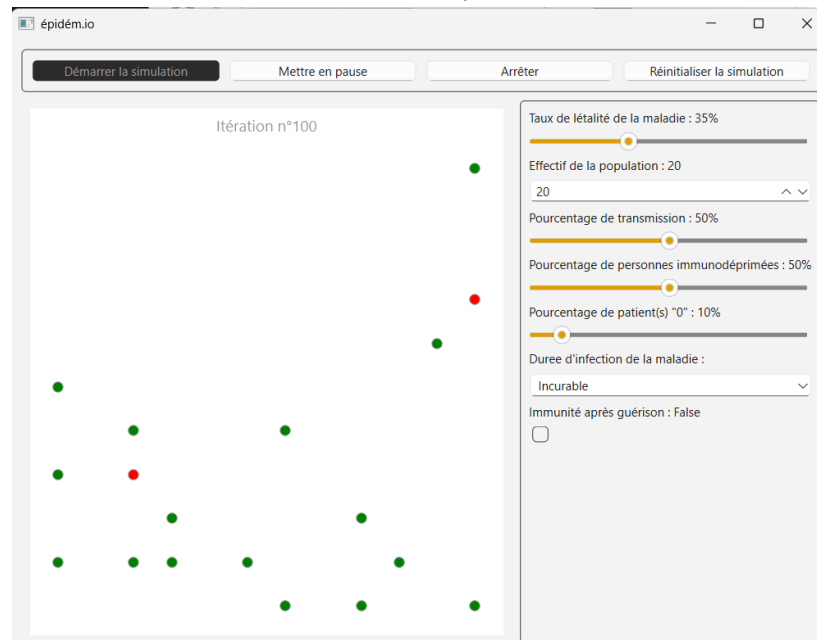 épidém.io
Démarrer la simulation Mettre en pause Arrêter Réinitialiser la simulation
Itération n°100
Taux de létalité de la maladie : 35%
Effectif de la population : 20
20
Pourcentage de transmission : 50%
Pourcentage de personnes immunodéprimées : 50%
Pourcentage de patient(s) "0" : 10%
Duree d'infection de la maladie :
Incurable
Immunité après guérison : False